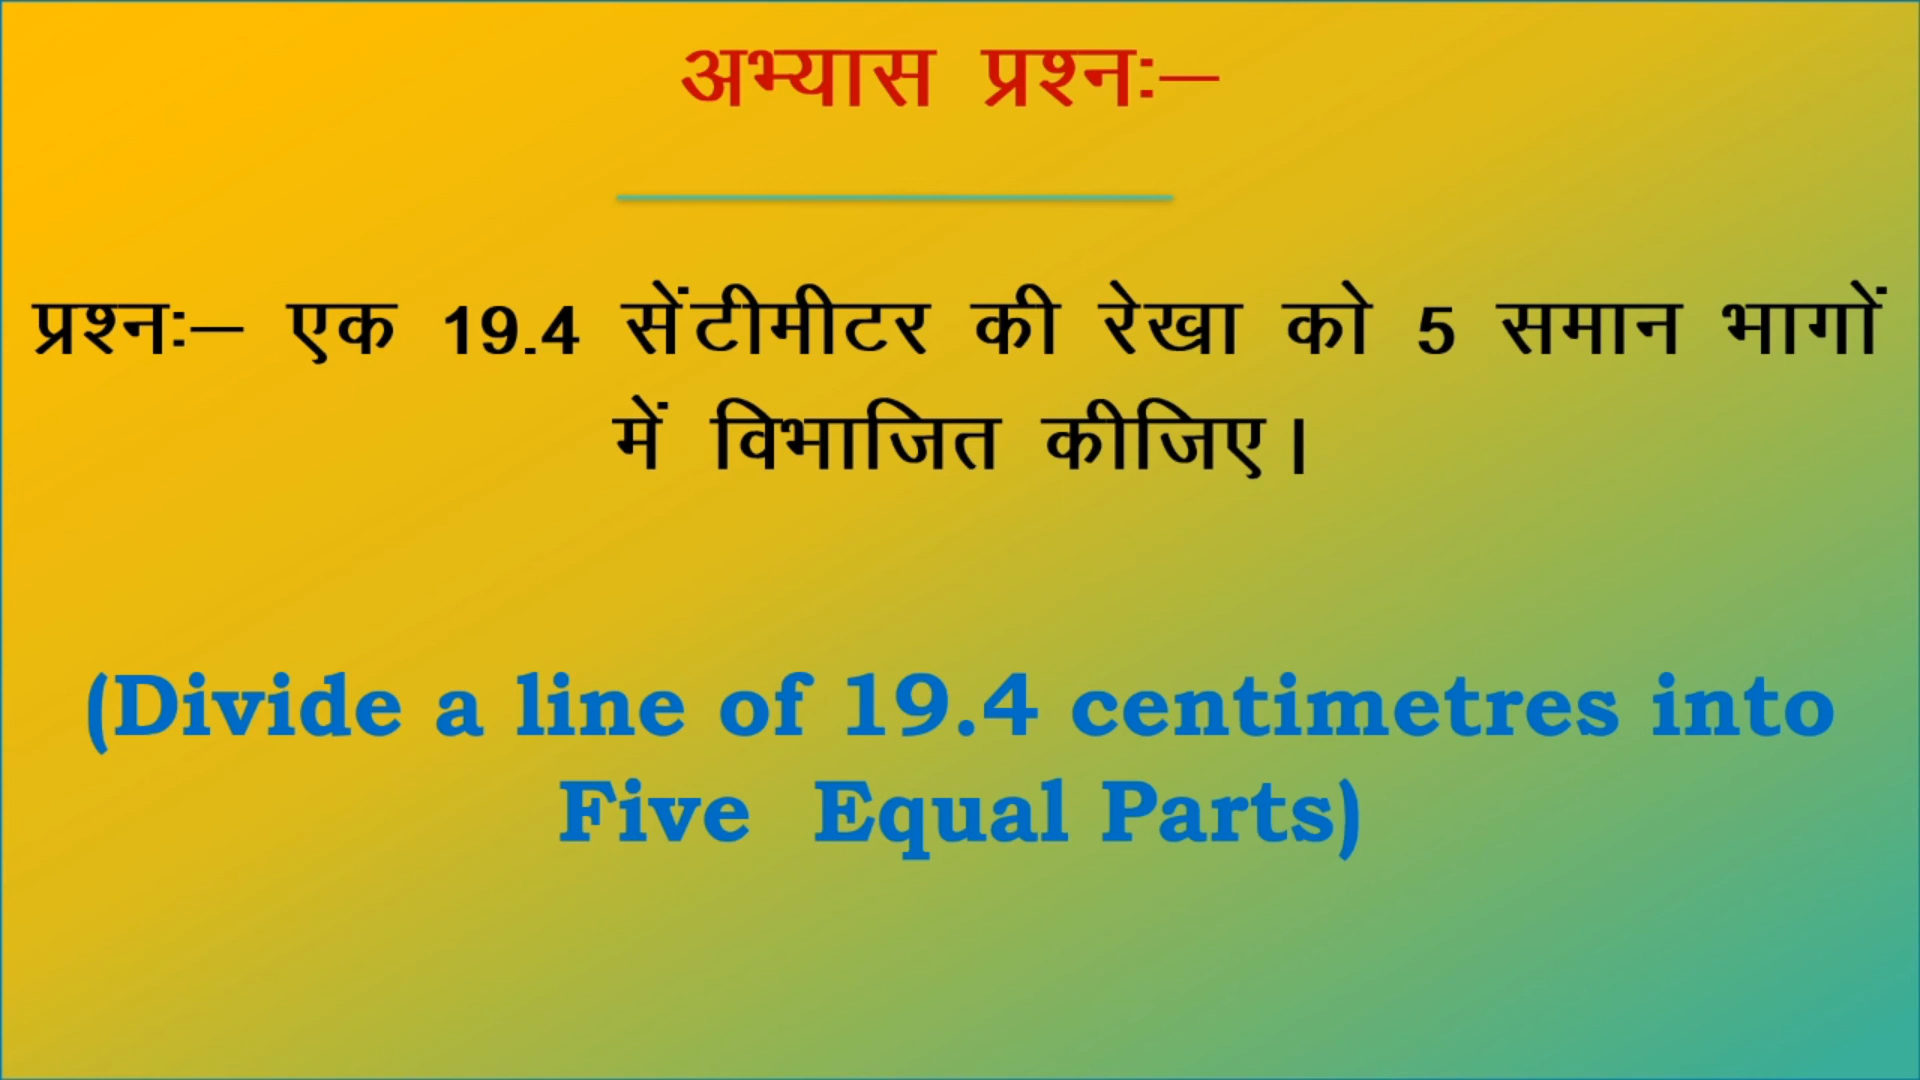 अभ्यास प्रश्न:–
प्रश्न:– एक 19.4 सेंटीमीटर की रेखा को 5 समान भागों
में विभाजित कीजिए।
(Divide a line of 19.4 centimetres into
Five Equal Parts)